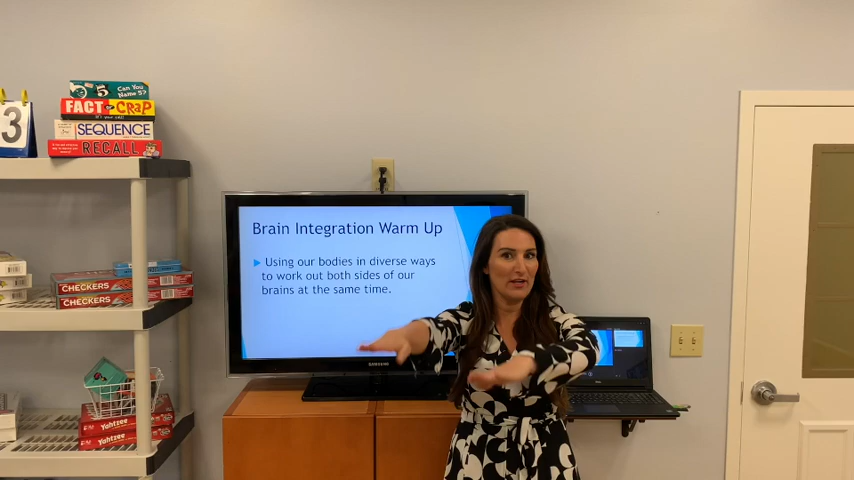 Can You
5 Name 5?
FACT or CRAP
SEQUENCE
RECALL
3
Brain Integration Warm Up
Using our bodies in diverse ways
to work out both sides of our
brains at the same time.
SAMSUNG
CHECKERS
CHECKERS
Yahtzee
Yahtzee